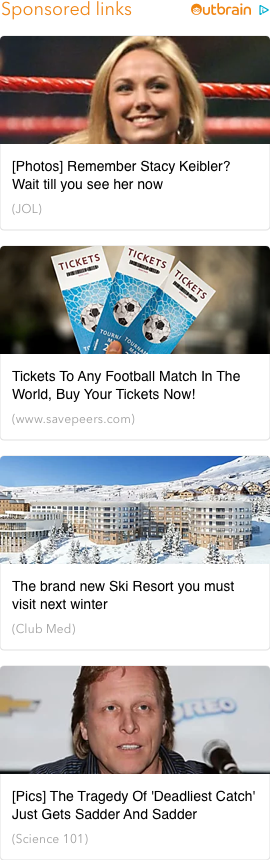 Sponsored links
Outbrain
[Photos] Remember Stacy Keibler?
Wait till you see her now
(JOL)
TICKETS
TICKETS
TICKETS
Tickets To Any Football Match In The
World, Buy Your Tickets Now!
(www.savepeers.com)
The brand new Ski Resort you must
visit next winter
(Club Med)
[Pics] The Tragedy Of 'Deadliest Catch'
Just Gets Sadder And Sadder
(Science 101)